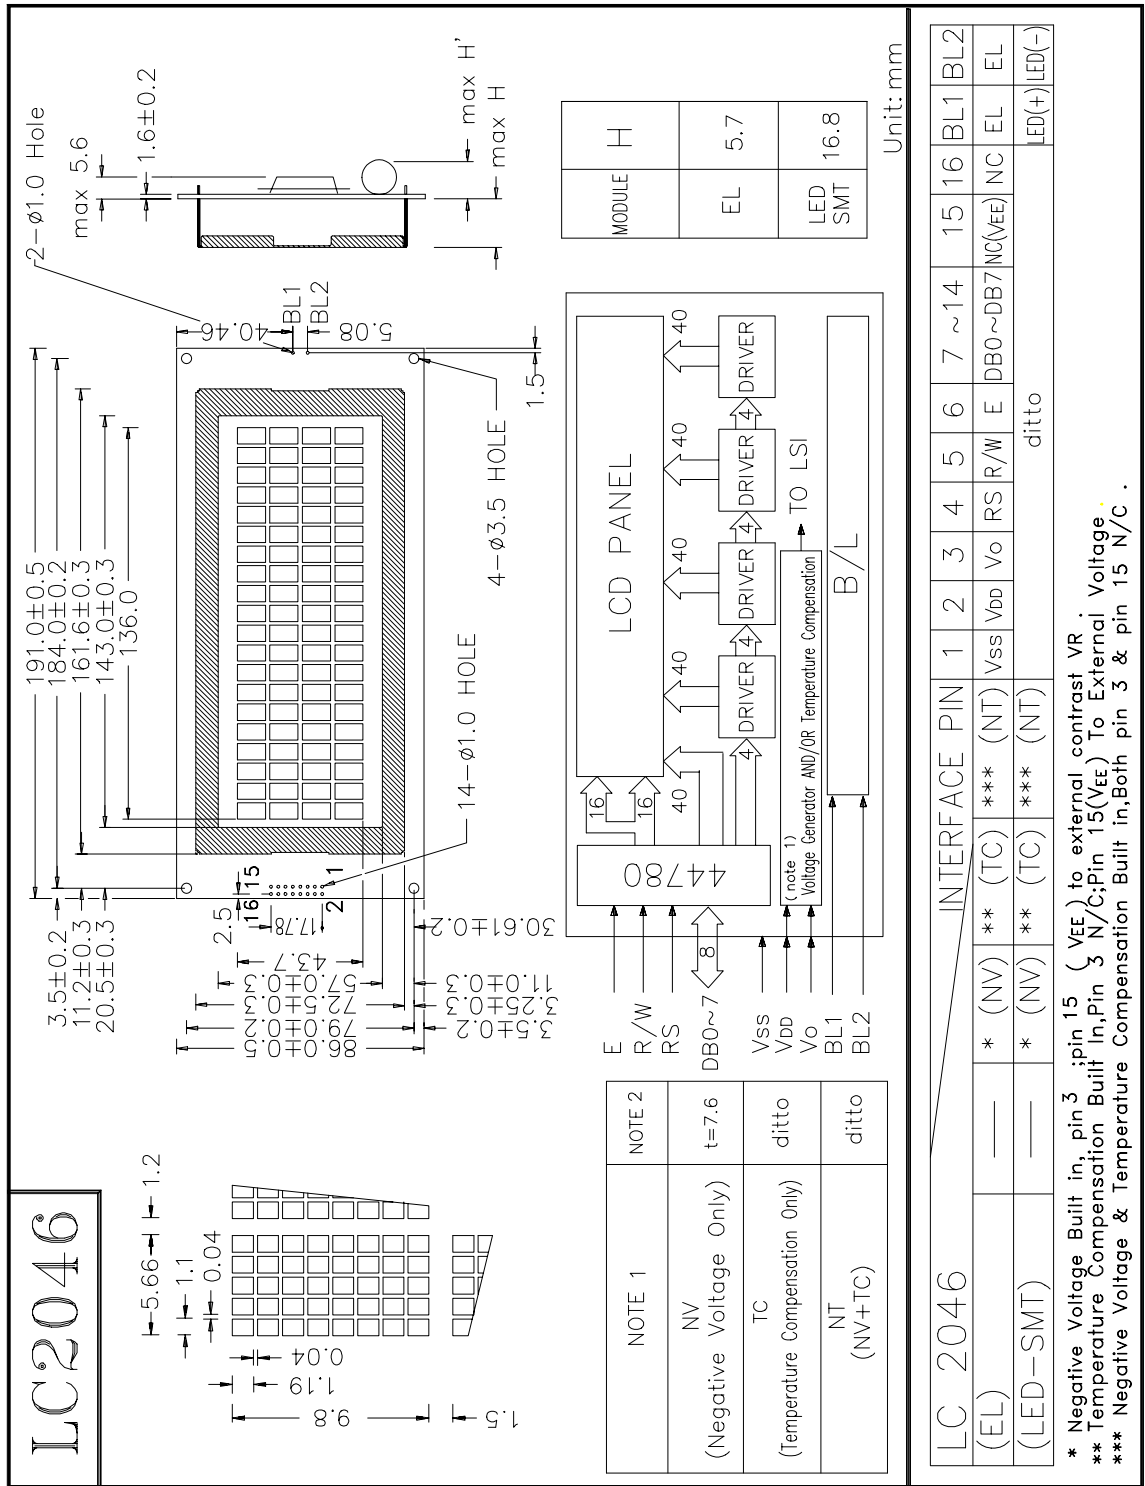 LC2046
5.66
1.2
1.1
0.04
0.04
1.19
9.8
1.5
191.0±0.5
184.0±0.2
161.6±0.3
143.0±0.3
136.0
3.5±0.2
11.2±0.3
20.5±0.3
2.5
16 15
2 1
17.78
43.7
57.0±0.3
72.5±0.3
79.0±0.2
86.0±0.5
30.61±0.2
11.0±0.3
3.25±0.3
3.5±0.2
14-ø1.0 HOLE
4-ø3.5 HOLE
2-ø1.0 Hole
40.46
BL1
BL2
5.08
1.5
max 5.6
1.6±0.2
max H'
max H
NOTE 1 NOTE 2
NV
(Negative Voltage Only)
t=7.6
TC
(Temperature Compensation Only)
ditto
NT
(NV+TC)
ditto
E
R/W
RS
DB0~7
8
VSS
VDD
Vo
BL1
BL2
44780
16
16
40
LCD PANEL
40
40
40
40
4
DRIVER
4
DRIVER
4
DRIVER
4
DRIVER
(note 1)
Voltage Generator AND/OR Temperature Compensation
TO LSI
B/L
MODULE H
EL 5.7
LED
SMT
16.8
Unit:mm
LC 2046 INTERFACE PIN 1 2 3 4 5 6 7 ~14 15 16 BL1 BL2
(EL) — * (NV) ** (TC) *** (NT) Vss VDD Vo RS R/W E DB0~DB7 NC(VEE) NC EL EL
(LED-SMT) — * (NV) ** (TC) *** (NT) ditto LED(+) LED(-)
* Negative Voltage Built in, pin 3 ;pin 15 ( VEE ) to external contrast VR .
** Temperature Compensation Built In,Pin 3 N/C;Pin 15(VEE) To External Voltage .
*** Negative Voltage & Temperature Compensation Built in,Both pin 3 & pin 15 N/C .